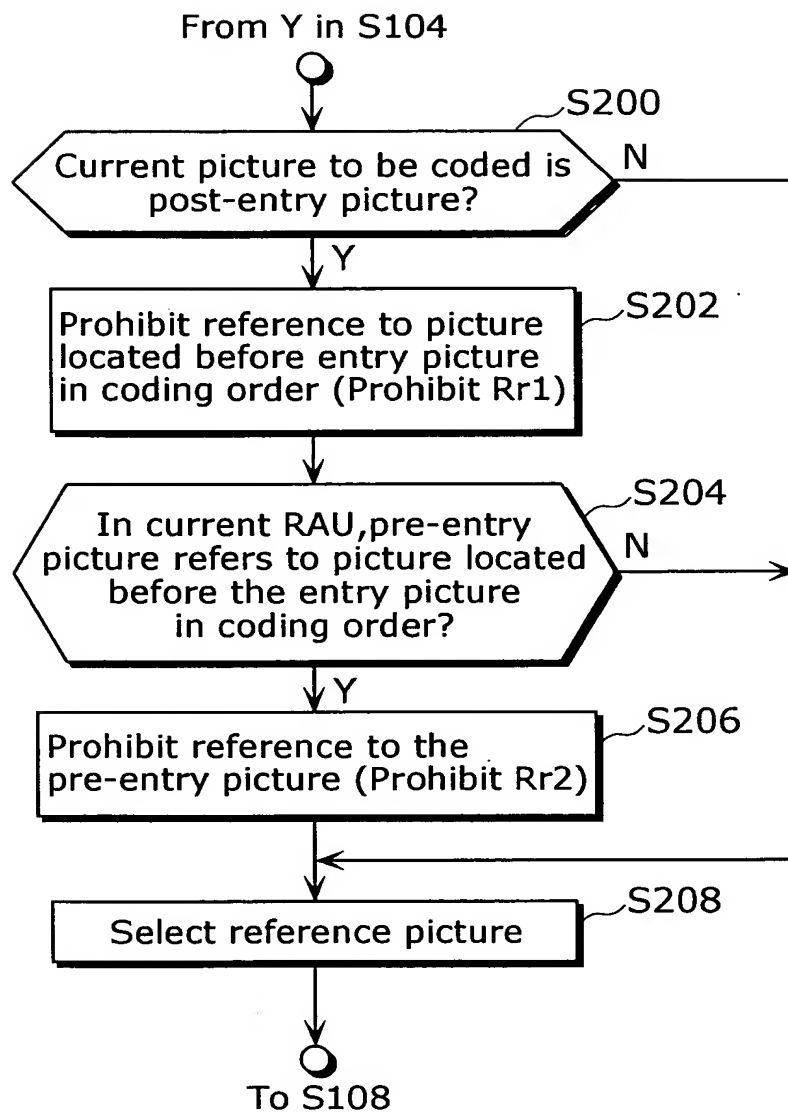 From Y in S104
S200
Current picture to be coded is
post-entry picture?
N
Y
S202
Prohibit reference to picture
located before entry picture
in coding order (Prohibit Rr1)
S204
In current RAU,pre-entry
picture refers to picture located
before the entry picture
in coding order?
N
Y
S206
Prohibit reference to the
pre-entry picture (Prohibit Rr2)
S208
Select reference picture
To S108